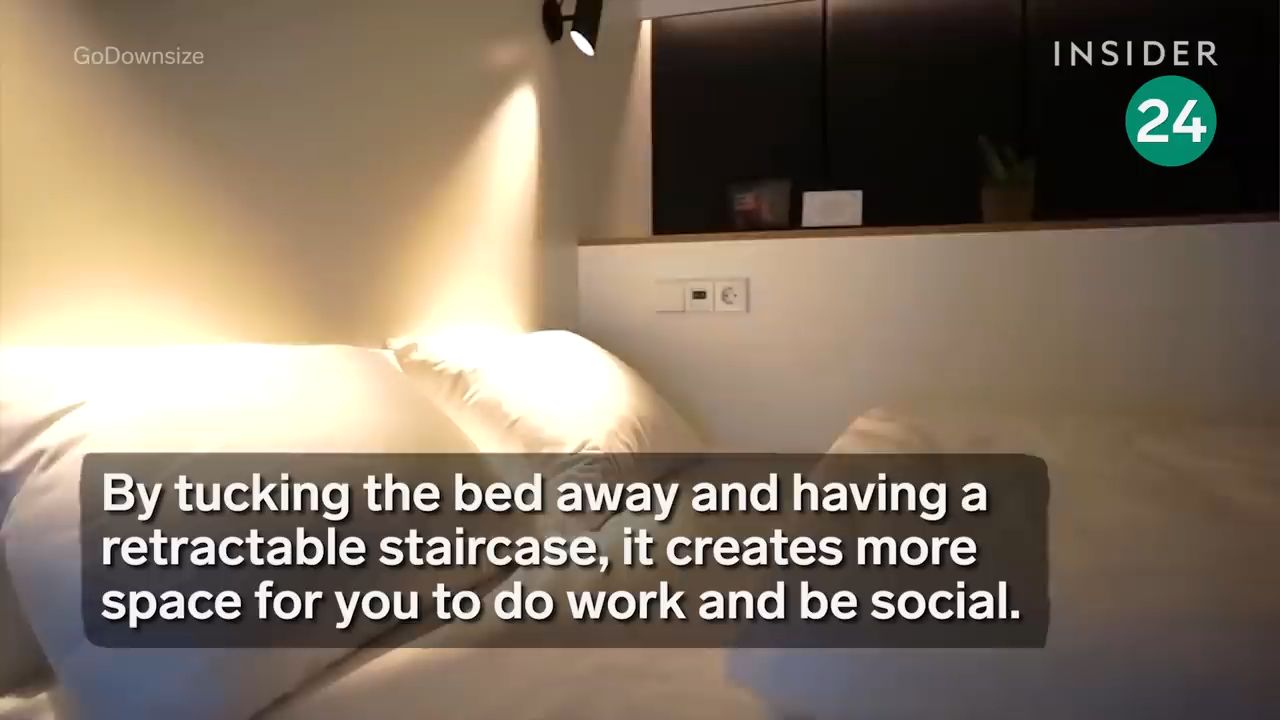 GoDownsize
INSIDER
24
By tucking the bed away and having a
retractable staircase, it creates more
space for you to do work and be social.